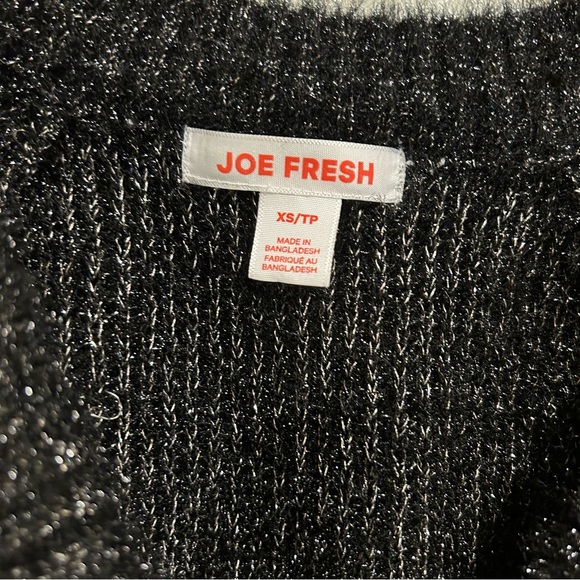 JOE FRESH
XS/TP
MADE IN
BANGLADESH
FABRIQUÉ AU
BANGLADESH